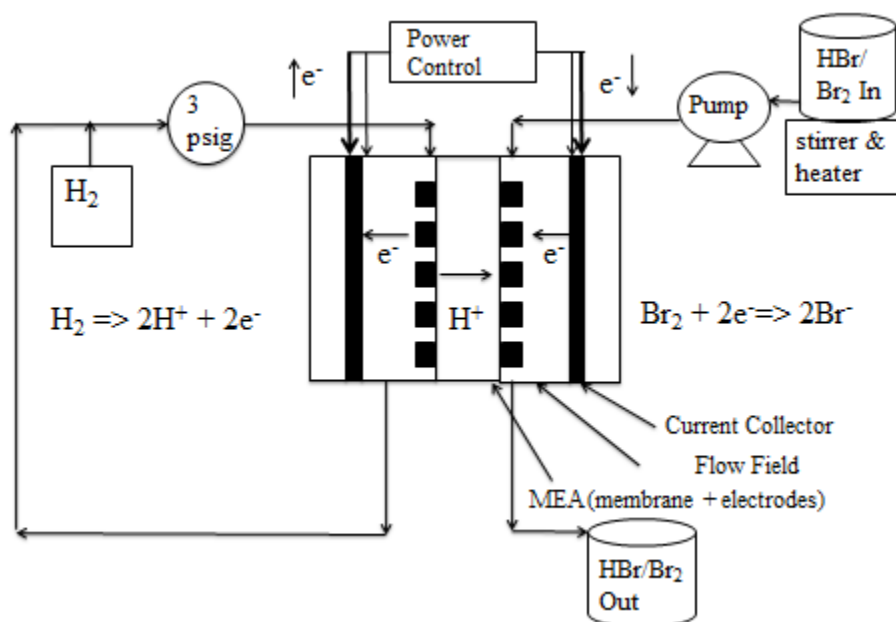 Power
Control
e⁻
e⁻
3
psig
Pump
HBr/
Br₂ In
stirrer &
heater
H₂
e⁻
e⁻
H⁺
H₂ => 2H⁺ + 2e⁻
Br₂ + 2e⁻=> 2Br⁻
Current Collector
Flow Field
MEA (membrane + electrodes)
HBr/Br₂
Out